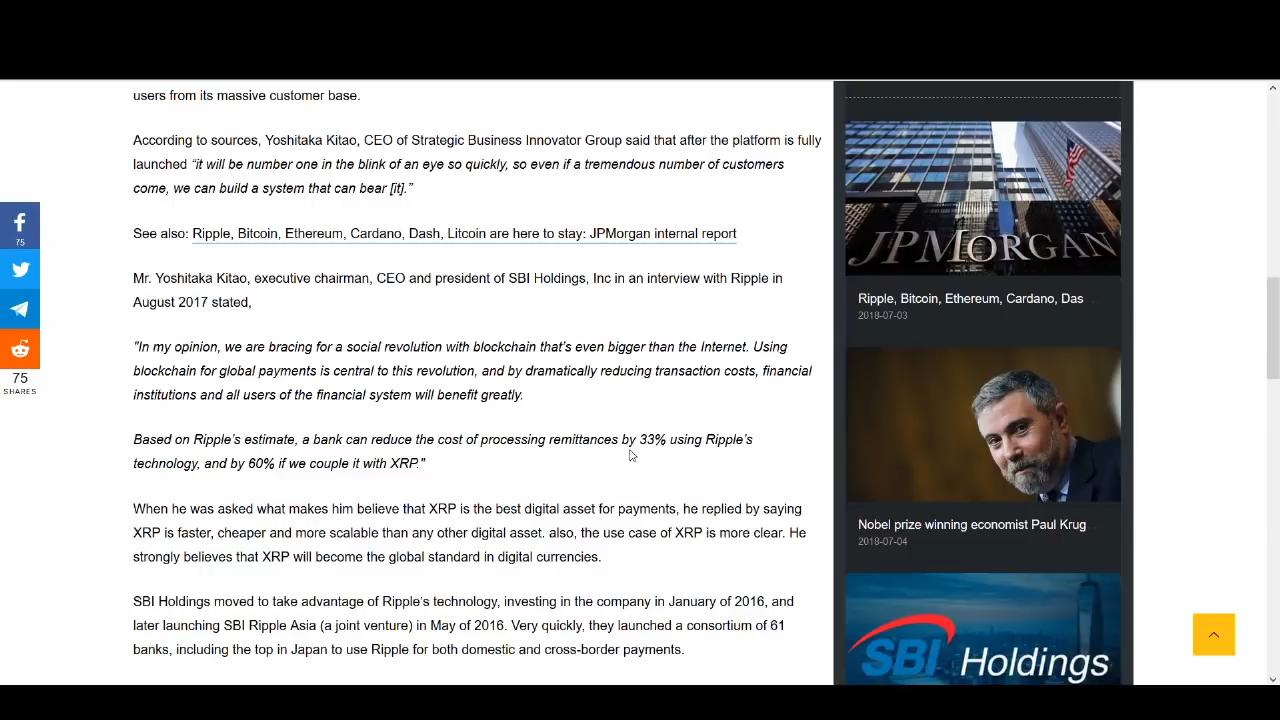 users from its massive customer base.
According to sources, Yoshitaka Kitao, CEO of Strategic Business Innovator Group said that after the platform is fully
launched “it will be number one in the blink of an eye so quickly, so even if a tremendous number of customers
come, we can build a system that can bear [it].”
See also: Ripple, Bitcoin, Ethereum, Cardano, Dash, Litcoin are here to stay: JPMorgan internal report
Mr. Yoshitaka Kitao, executive chairman, CEO and president of SBI Holdings, Inc in an interview with Ripple in
August 2017 stated,
"In my opinion, we are bracing for a social revolution with blockchain that’s even bigger than the Internet. Using
blockchain for global payments is central to this revolution, and by dramatically reducing transaction costs, financial
institutions and all users of the financial system will benefit greatly.
Based on Ripple’s estimate, a bank can reduce the cost of processing remittances by 33% using Ripple’s
technology, and by 60% if we couple it with XRP."
When he was asked what makes him believe that XRP is the best digital asset for payments, he replied by saying
XRP is faster, cheaper and more scalable than any other digital asset. also, the use case of XRP is more clear. He
strongly believes that XRP will become the global standard in digital currencies.
SBI Holdings moved to take advantage of Ripple’s technology, investing in the company in January of 2016, and
later launching SBI Ripple Asia (a joint venture) in May of 2016. Very quickly, they launched a consortium of 61
banks, including the top in Japan to use Ripple for both domestic and cross-border payments.
75
75
SHARES
JPMORGAN
Ripple, Bitcoin, Ethereum, Cardano, Das
2018-07-03
Nobel prize winning economist Paul Krug
2018-07-04
SBI Holdings